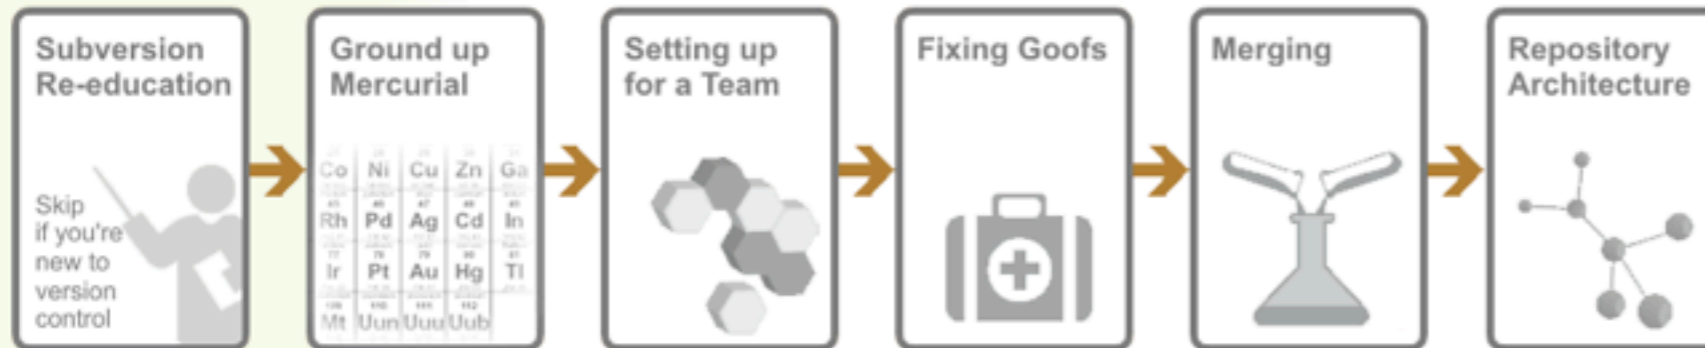 Subversion
Re-education
Skip
if you're
new to
version
control
Ground up
Mercurial
Co Ni Cu Zn Ga
Rh Pd Ag Cd In
Ir Pt Au Hg Tl
Mt Uun Uuu Uub
Setting up
for a Team
Fixing Goofs
Merging
Repository
Architecture